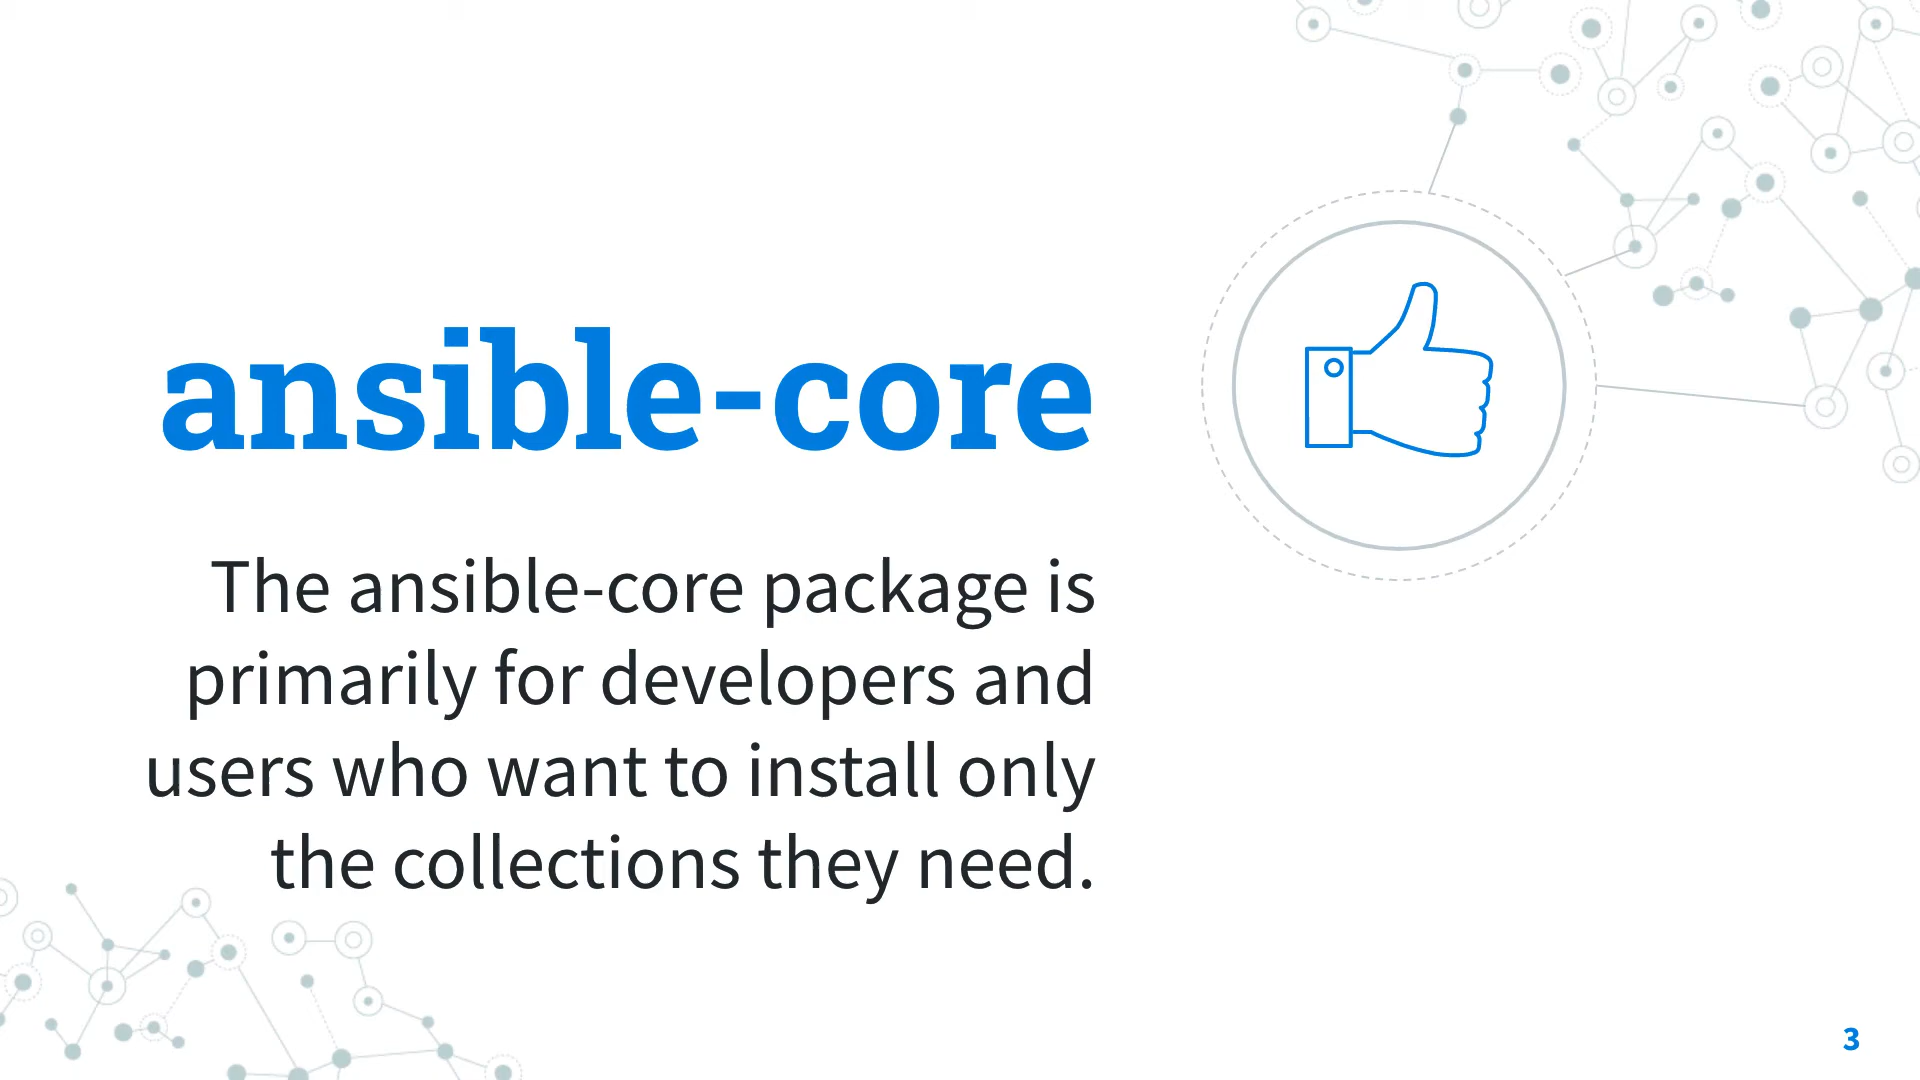 ansible-core
The ansible-core package is
primarily for developers and
users who want to install only
the collections they need.
3